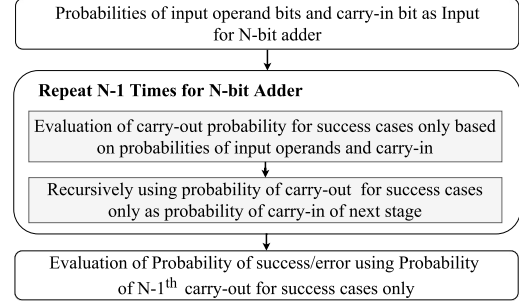 Probabilities of input operand bits and carry-in bit as Input
for N-bit adder
Repeat N-1 Times for N-bit Adder
Evaluation of carry-out probability for success cases only based
on probabilities of input operands and carry-in
Recursively using probability of carry-out for success cases
only as probability of carry-in of next stage
Evaluation of Probability of success/error using Probability
of N-1th carry-out for success cases only